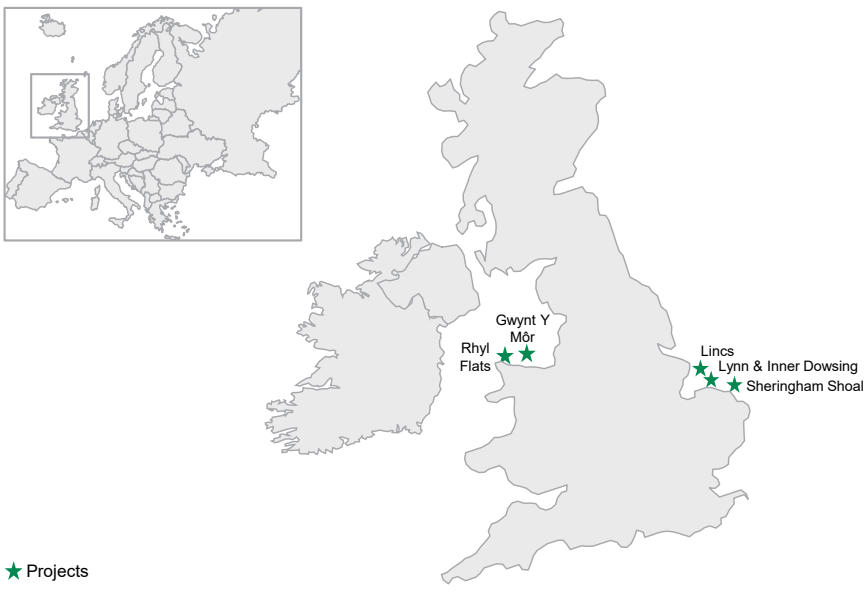 Gwynt Y
Môr
Rhyl
Flats
Lincs
Lynn & Inner Dowsing
Sheringham Shoal
Projects